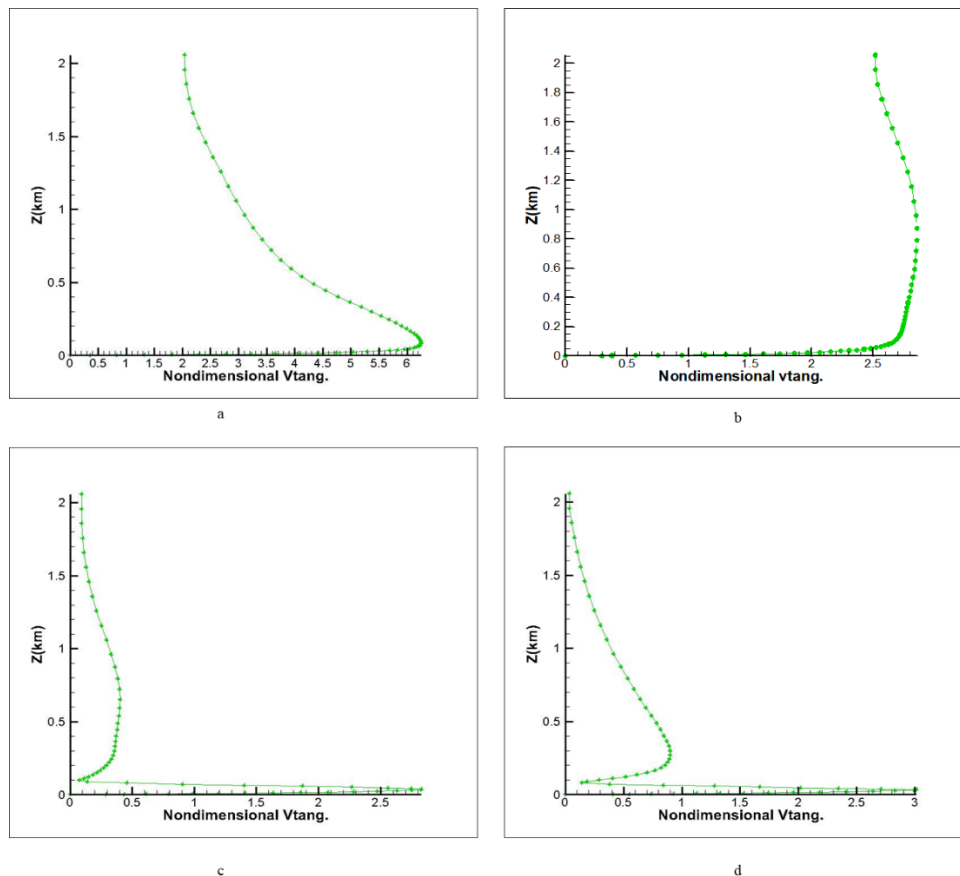 2
1.5
Z(km)
1
0.5
0
0 0.5 1 1.5 2 2.5 3 3.5 4 4.5 5 5.5 6
Nondimensional Vtang.
a
2
1.8
1.6
1.4
1.2
Z(km)
1
0.8
0.6
0.4
0.2
0
0 0.5 1 1.5 2 2.5
Nondimensional vtang.
b
2
1.5
Z(km)
1
0.5
0
0 0.5 1 1.5 2 2.5
Nondimensional Vtang.
c
2
1.5
Z(km)
1
0.5
0
0 0.5 1 1.5 2 2.5 3
Nondimensional Vtang.
d